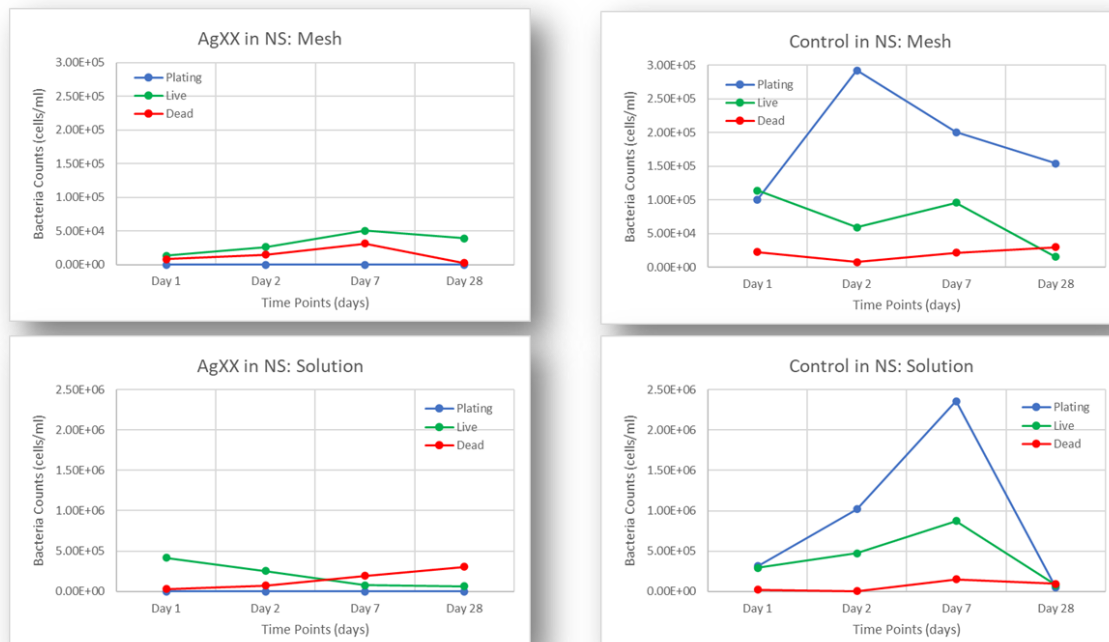 AgXX in NS: Mesh
3.00E+05
2.50E+05
2.00E+05
1.50E+05
1.00E+05
5.00E+04
0.00E+00
Bacteria Counts (cells/ml)
Plating
Live
Dead
Day 1 Day 2 Day 7 Day 28
Time Points (days)
Control in NS: Mesh
3.00E+05
2.50E+05
2.00E+05
1.50E+05
1.00E+05
5.00E+04
0.00E+00
Bacteria Counts (cells/ml)
Plating
Live
Dead
Day 1 Day 2 Day 7 Day 28
Time Points (days)
AgXX in NS: Solution
2.50E+06
2.00E+06
1.50E+06
1.00E+06
5.00E+05
0.00E+00
Bacteria Counts (cells/ml)
Plating
Live
Dead
Day 1 Day 2 Day 7 Day 28
Time Points (days)
Control in NS: Solution
2.50E+06
2.00E+06
1.50E+06
1.00E+06
5.00E+05
0.00E+00
Bacteria Counts (cells/ml)
Plating
Live
Dead
Day 1 Day 2 Day 7 Day 28
Time Points (days)